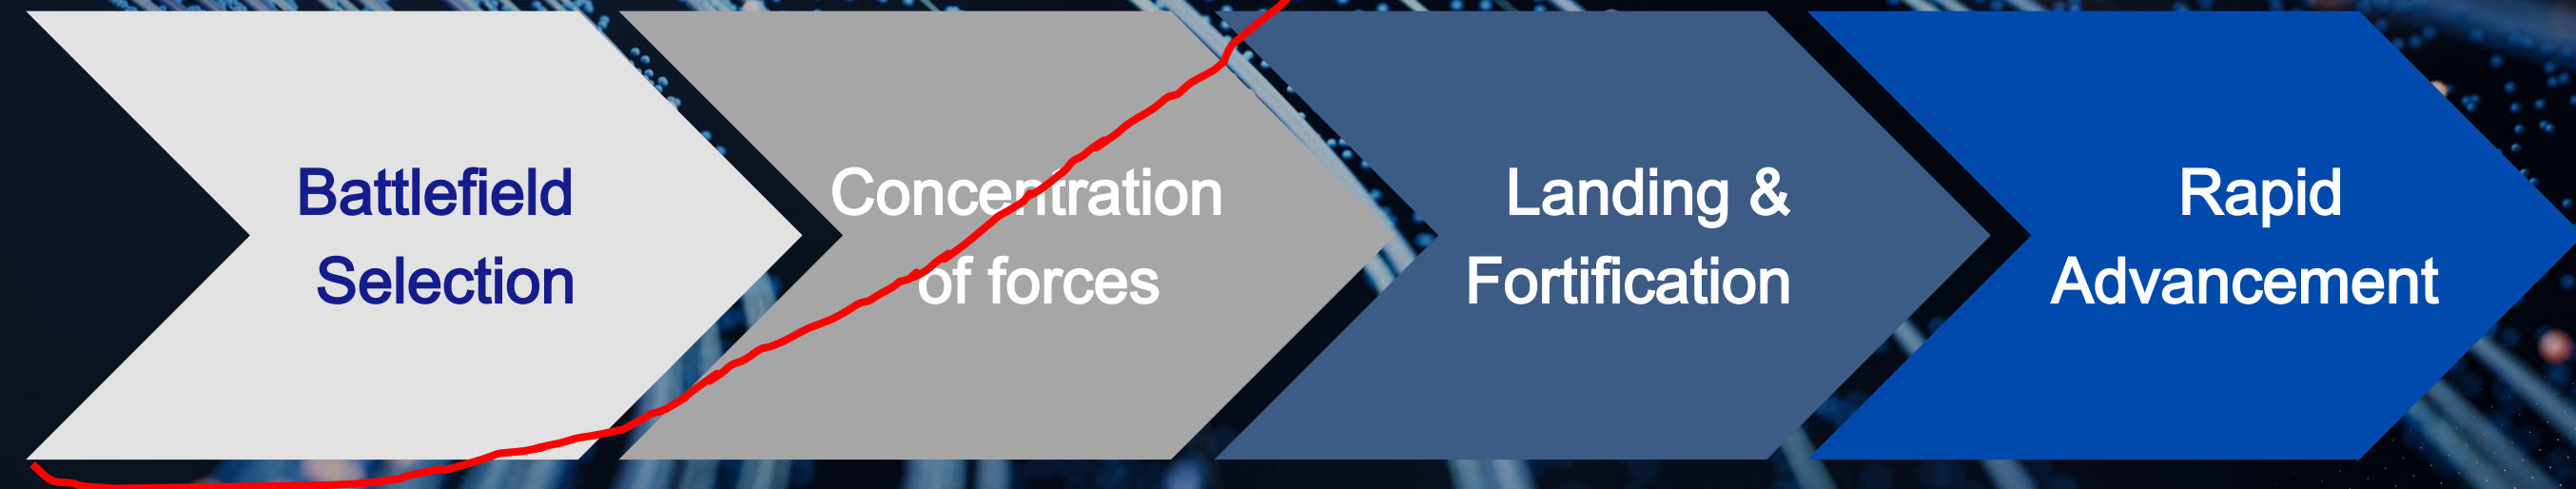 Battlefield
Selection
Concentration
of forces
Landing &
Fortification
Rapid
Advancement